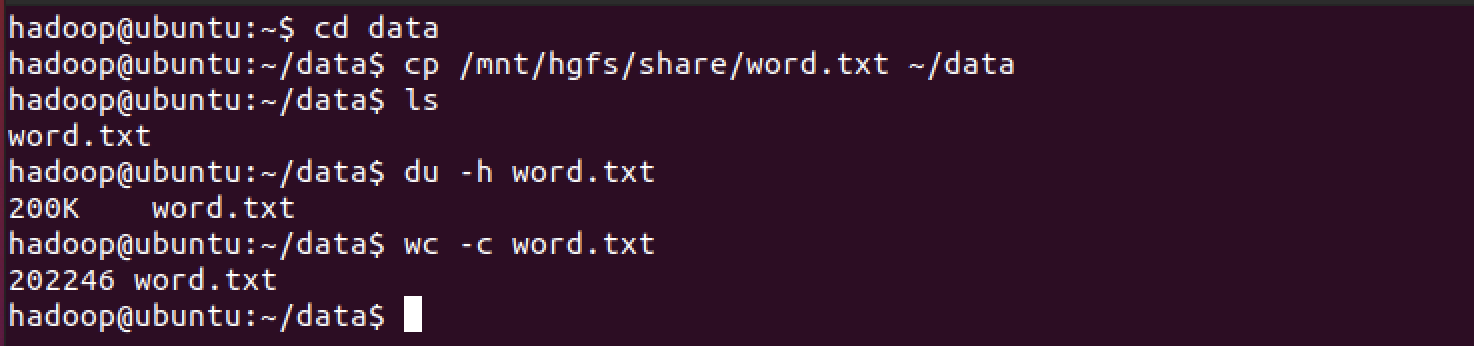 hadoop@ubuntu:~$ cd data
hadoop@ubuntu:~/data$ cp /mnt/hgfs/share/word.txt ~/data
hadoop@ubuntu:~/data$ ls
word.txt
hadoop@ubuntu:~/data$ du -h word.txt
200K    word.txt
hadoop@ubuntu:~/data$ wc -c word.txt
202246 word.txt
hadoop@ubuntu:~/data$